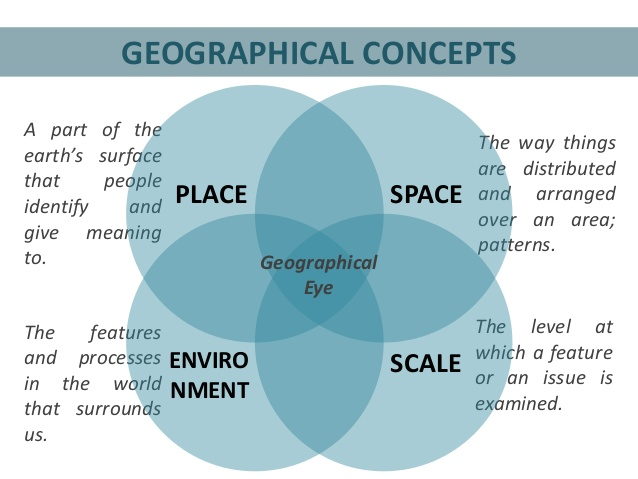 GEOGRAPHICAL CONCEPTS
A part of the
earth’s surface
that people
identify and
give meaning
to.
PLACE
SPACE
The way things
are distributed
and arranged
over an area;
patterns.
Geographical
Eye
The features
and processes
in the world
that surrounds
us.
ENVIRO
NMENT
SCALE
The level at
which a feature
or an issue is
examined.